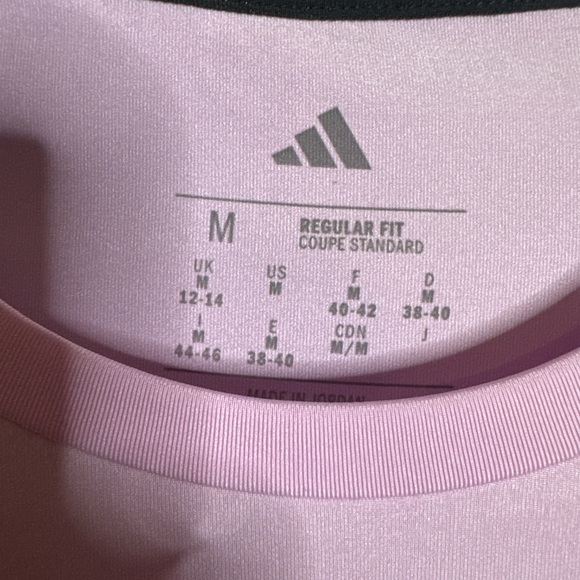 M
REGULAR FIT
COUPE STANDARD
UK US F D
M M M M
12-14 40-42 38-40
I E CDN J
M M M/M
44-46 38-40
MADE IN JORDAN